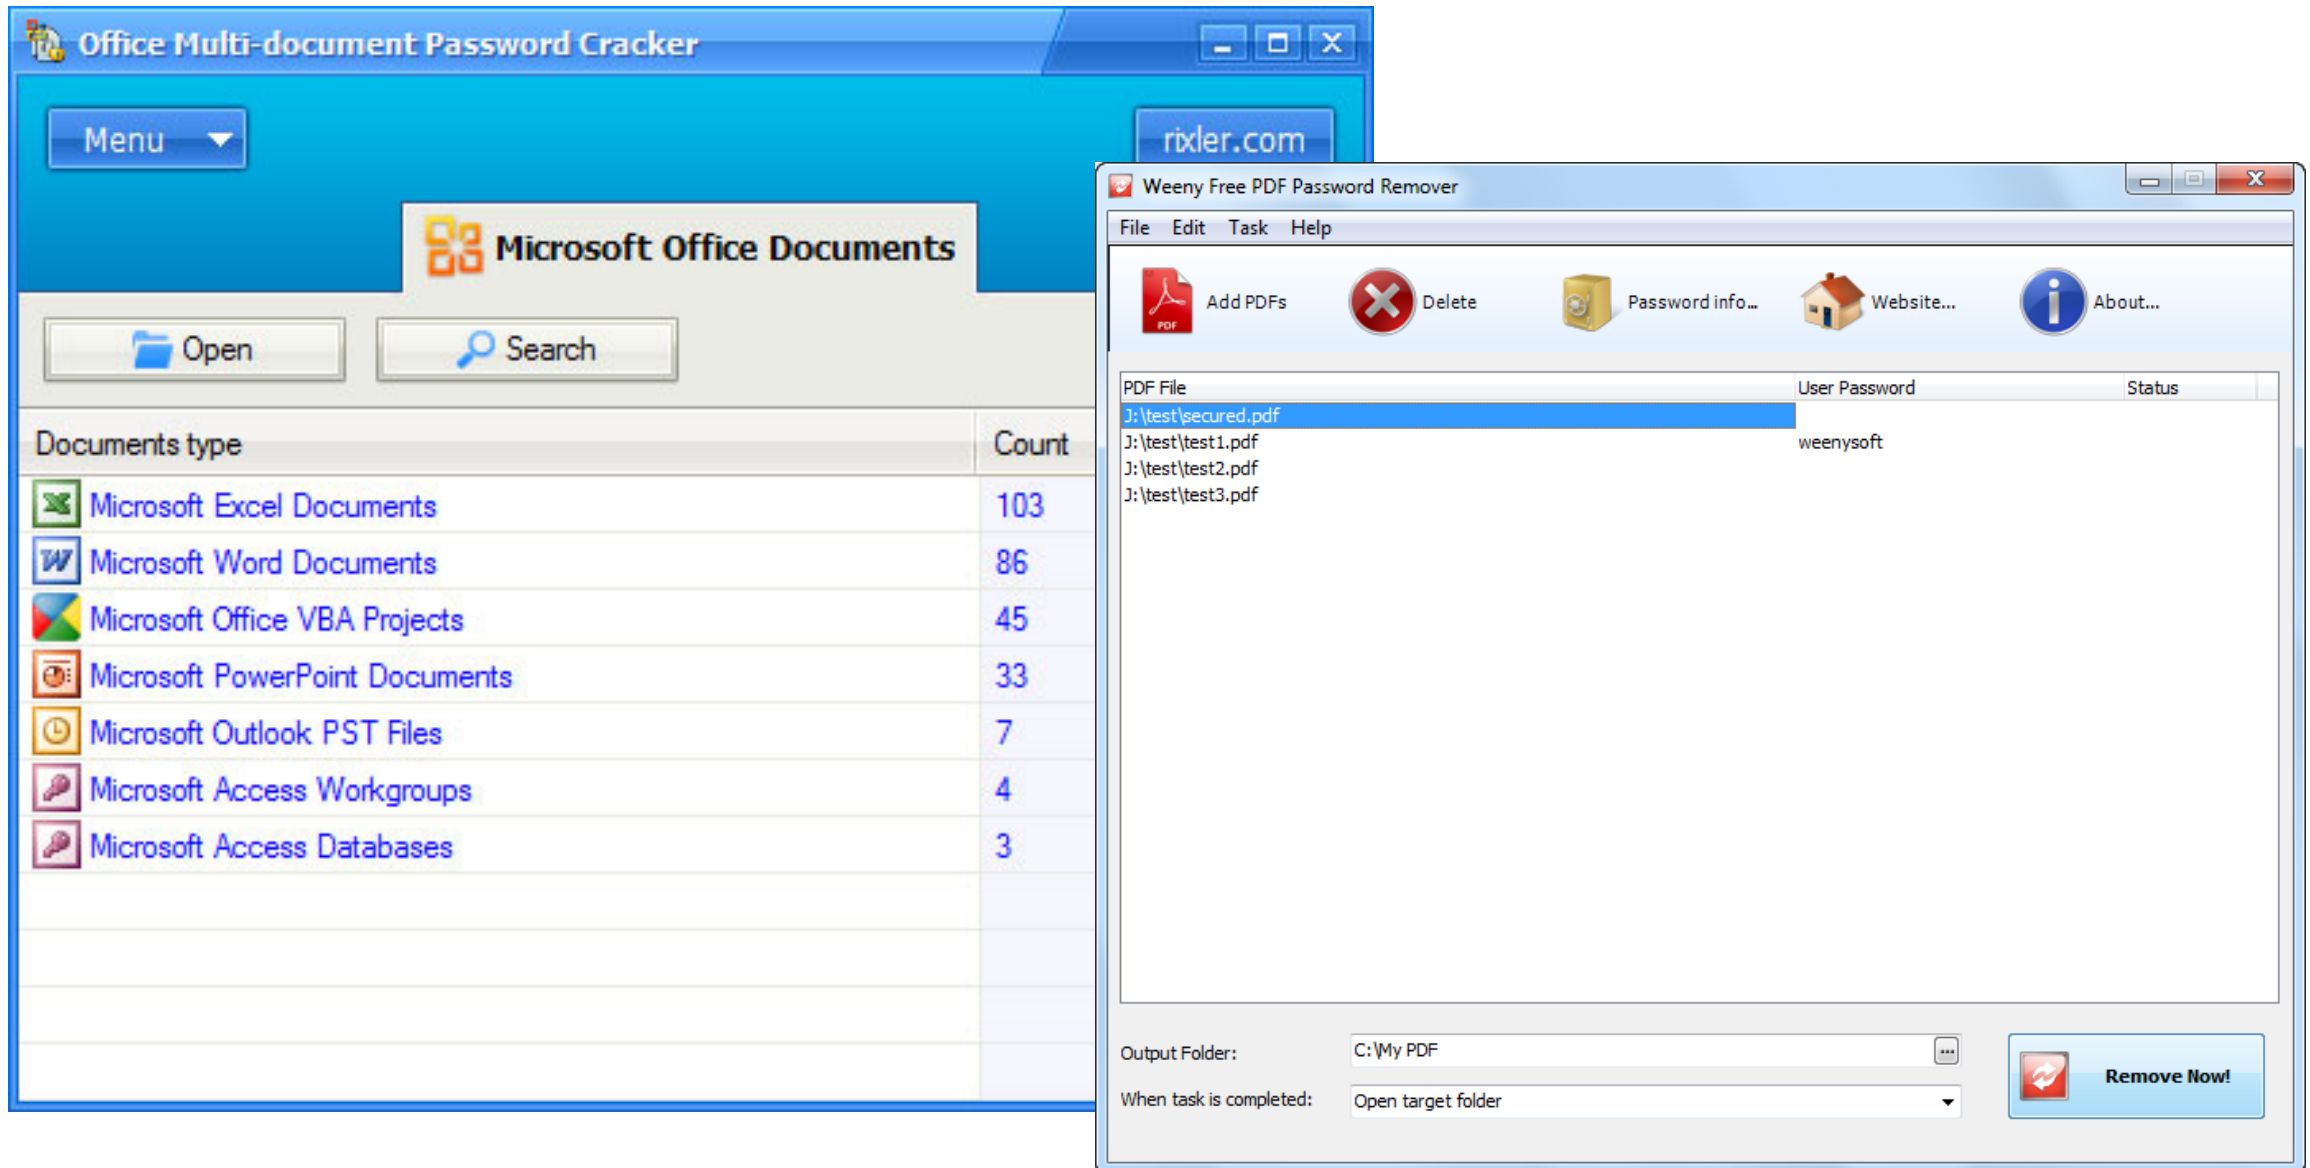 Office Multi-document Password Cracker
Menu
rixler.com
Microsoft Office Documents
Open
Search
Documents type
Count
Microsoft Excel Documents
103
Microsoft Word Documents
86
Microsoft Office VBA Projects
45
Microsoft PowerPoint Documents
33
Microsoft Outlook PST Files
7
Microsoft Access Workgroups
4
Microsoft Access Databases
3
Weeny Free PDF Password Remover
File Edit Task Help
PDF
Add PDFs
Delete
Password info...
Website...
About...
PDF File
User Password
Status
J:\test\secured.pdf
J:\test\test1.pdf
weenysoft
J:\test\test2.pdf
J:\test\test3.pdf
Output Folder:
C:\My PDF
...
When task is completed:
Open target folder
Remove Now!